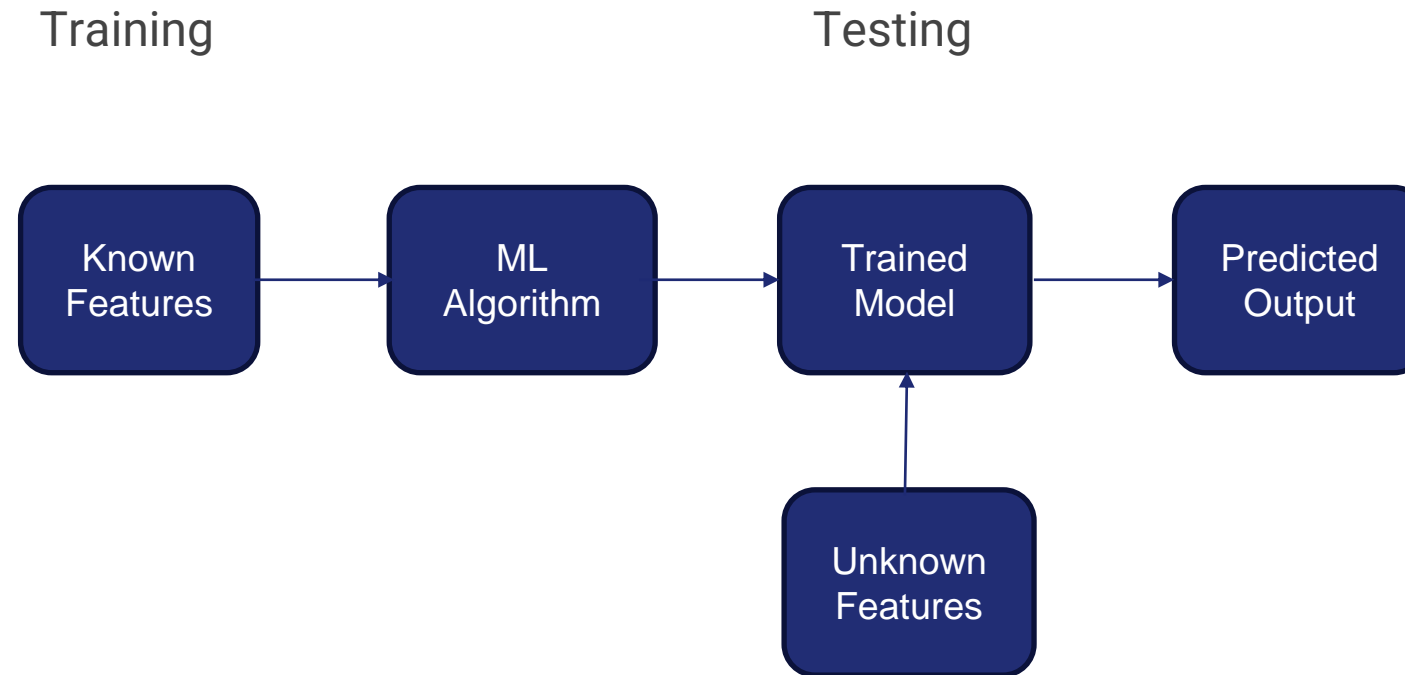 Training
Testing
Known
Features
ML
Algorithm
Trained
Model
Predicted
Output
Unknown
Features